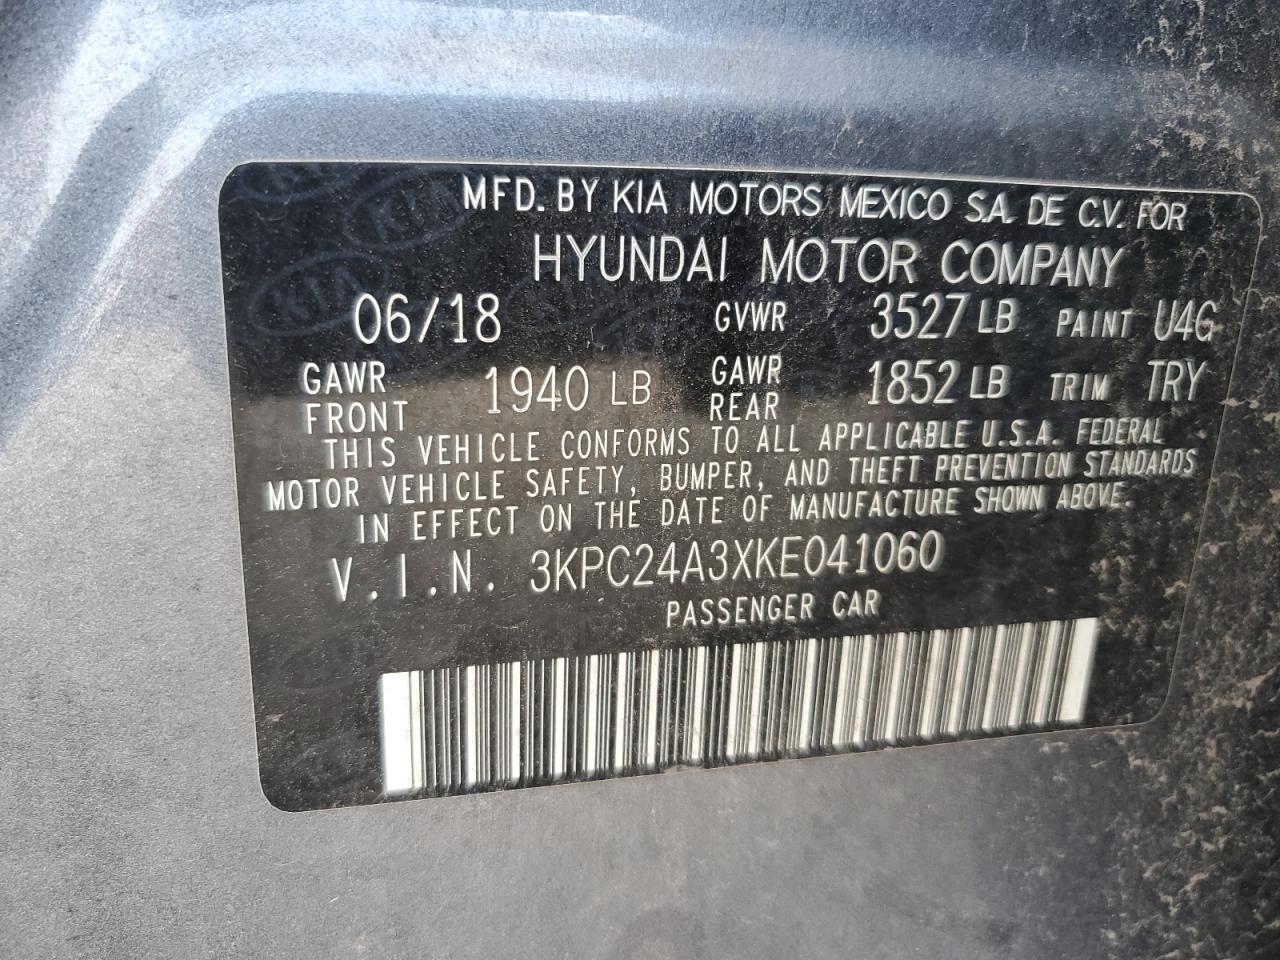 MFD. BY KIA MOTORS MEXICO S.A. DE C.V. FOR
HYUNDAI MOTOR COMPANY
06/18 GVWR 3527 LB PAINT U4G
GAWR FRONT 1940 LB GAWR REAR 1852 LB TRIM TRY
THIS VEHICLE CONFORMS TO ALL APPLICABLE U.S.A. FEDERAL
MOTOR VEHICLE SAFETY, BUMPER, AND THEFT PREVENTION STANDARDS
IN EFFECT ON THE DATE OF MANUFACTURE SHOWN ABOVE.
V.I.N. 3KPC24A3XKE041060
PASSENGER CAR
KIA
KIA